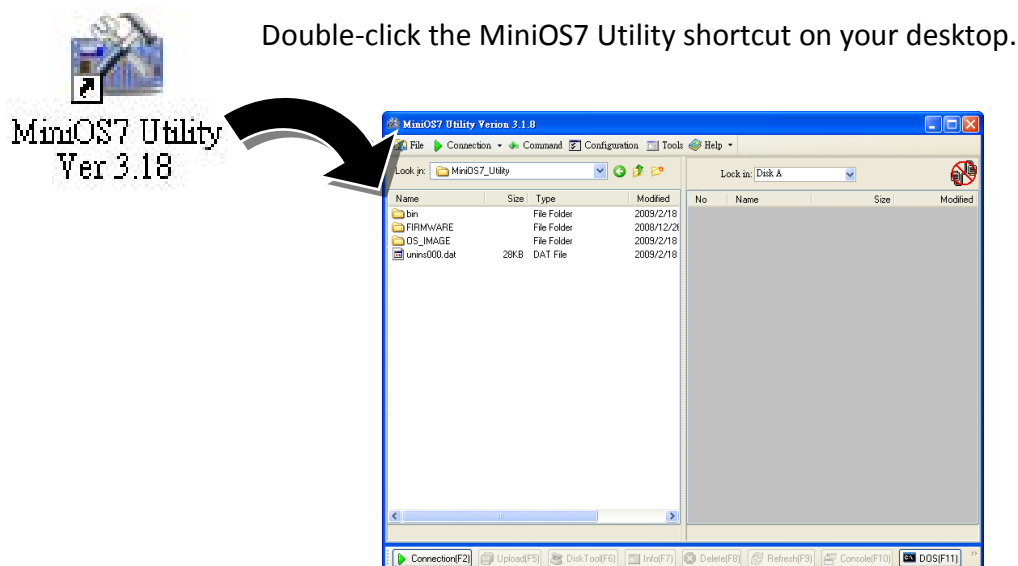 Double-click the MiniOS7 Utility shortcut on your desktop.
MiniOS7 Utility
Ver 3.18
MiniOS7 Utility Verion 3.1.8
File Connection Command Configuration Tools Help
Look in: MiniOS7_Utility
Lock in: Disk A
Name Size Type Modified
No Name Size Modified
bin File Folder 2009/2/18
FIRMWARE File Folder 2008/12/26
OS_IMAGE File Folder 2009/2/18
unins000.dat 28KB DAT File 2009/2/18
Connection(F2) Upload(F5) DiskTool(F6) Info(F7) Delete(F8) Refresh(F9) Console(F10) DOS(F11)